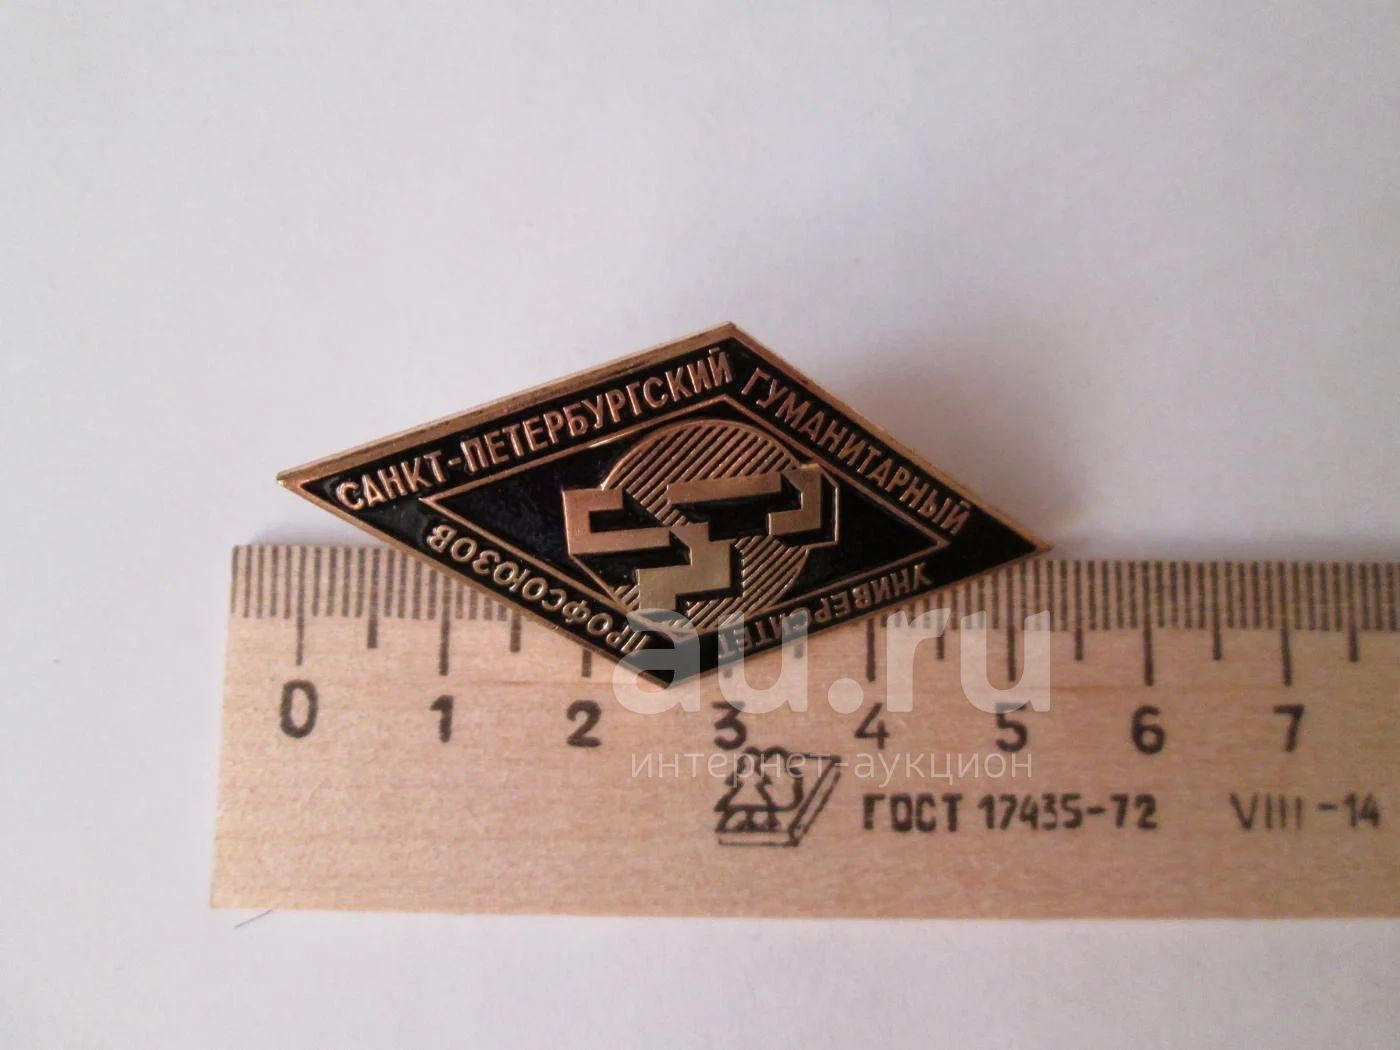 САНКТ-ПЕТЕРБУРГСКИЙ
ГУМАНИТАРНЫЙ
УНИВЕРСИТЕТ
ПРОФСОЮЗОВ
au.ru
интернет-аукцион
0 1 2 3 4 5 6 7
ГОСТ 17435-72 VIII-14